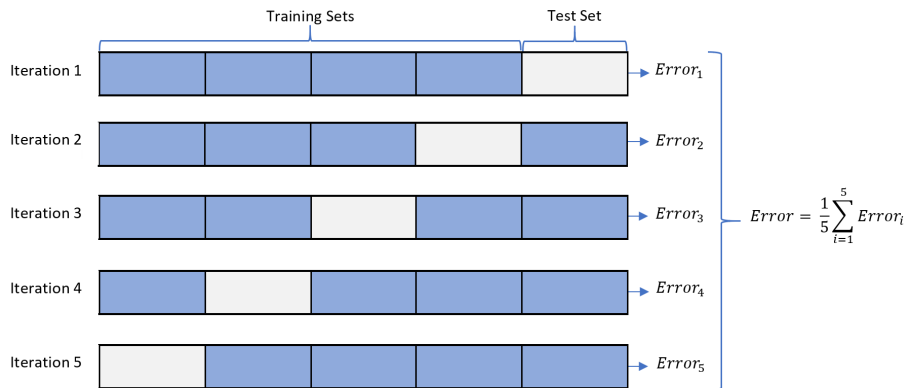 Training Sets
Test Set
Iteration 1
Error₁
Iteration 2
Error₂
Iteration 3
Error₃
Error = 1/5 ∑_{i=1}^{5} Errorᵢ
Iteration 4
Error₄
Iteration 5
Error₅